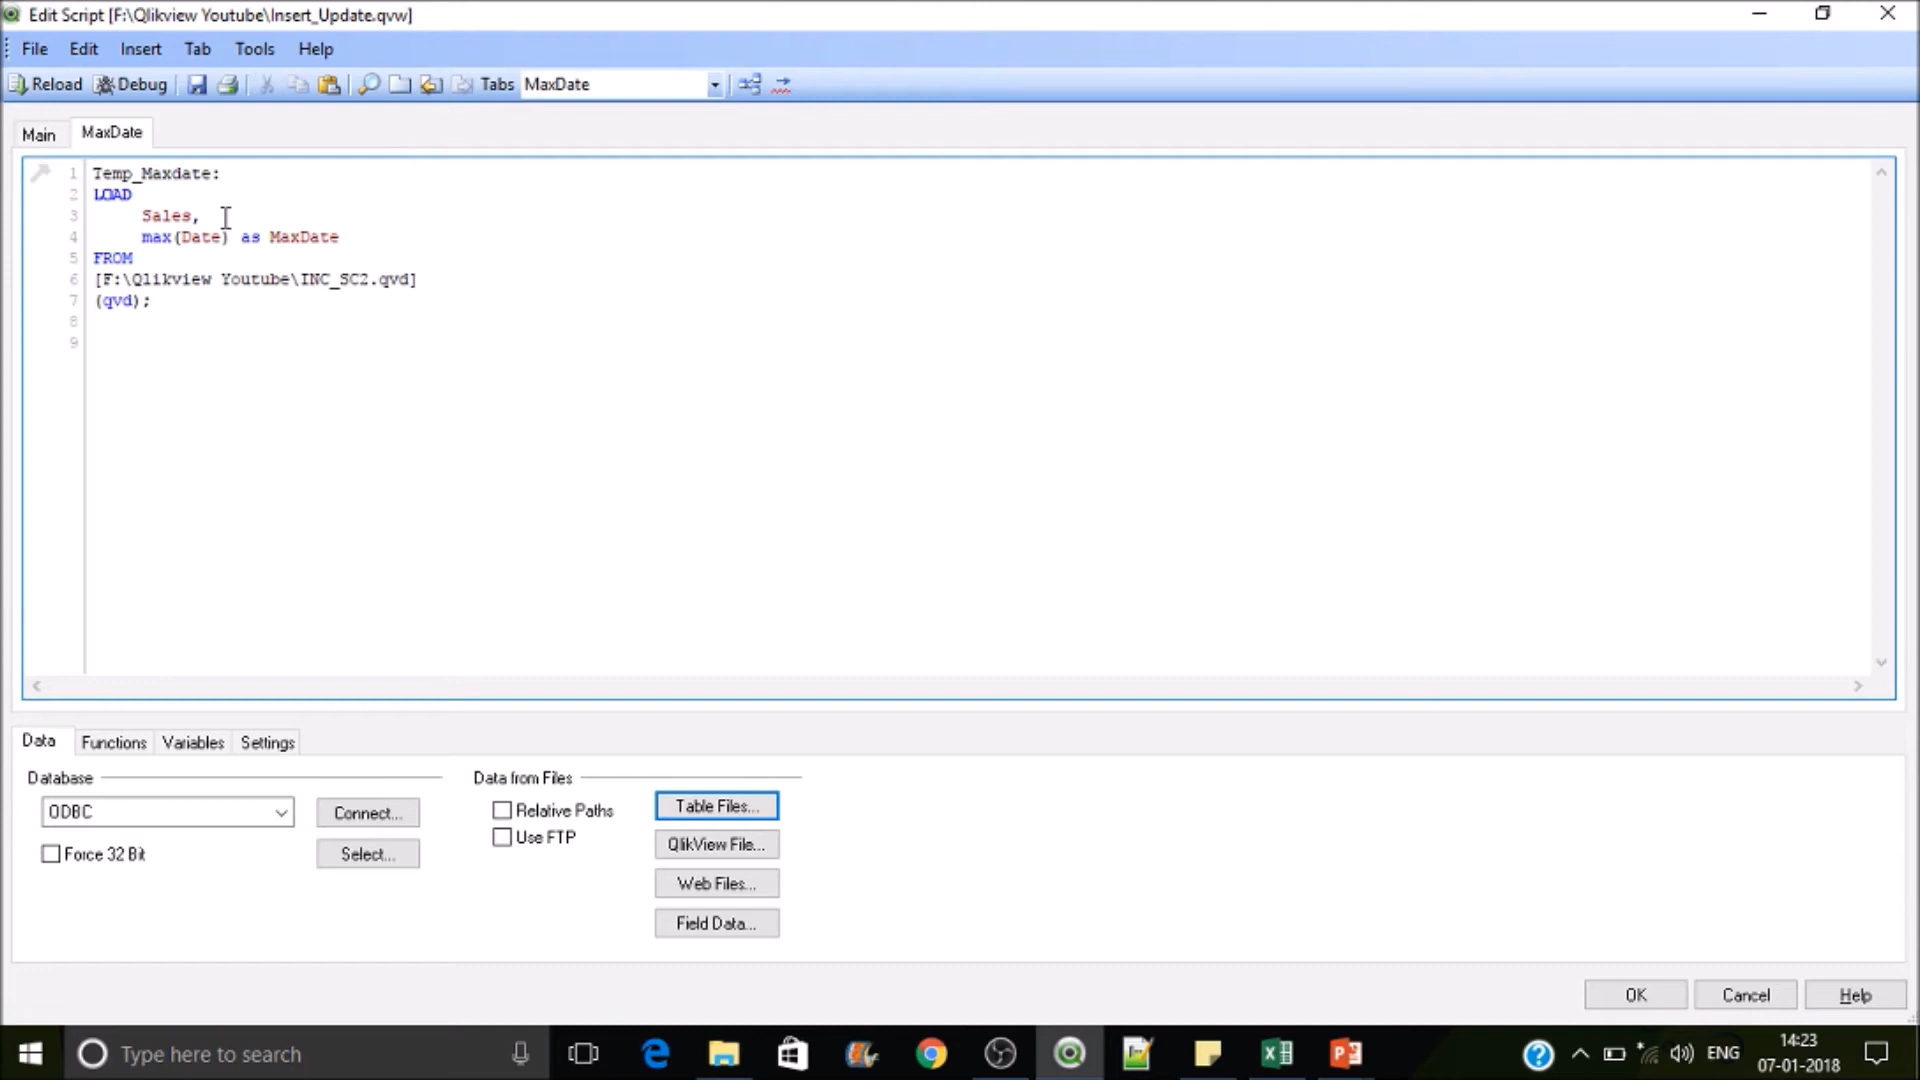 Edit Script [F:\Qlikview Youtube\Insert_Update.qvw]
File Edit Insert Tab Tools Help
Reload Debug Tabs MaxDate
Main MaxDate
1 Temp_Maxdate:
2 LOAD
3 Sales,
4 max(Date) as MaxDate
5 FROM
6 [F:\Qlikview Youtube\INC_SC2.qvd]
7 (qvd);
8
9
Data Functions Variables Settings
Database
ODBC
Connect...
Force 32 Bit
Select...
Data from Files
Relative Paths
Use FTP
Table Files...
QlikView File...
Web Files...
Field Data...
OK Cancel Help
Type here to search
ENG
14:23
07-01-2018